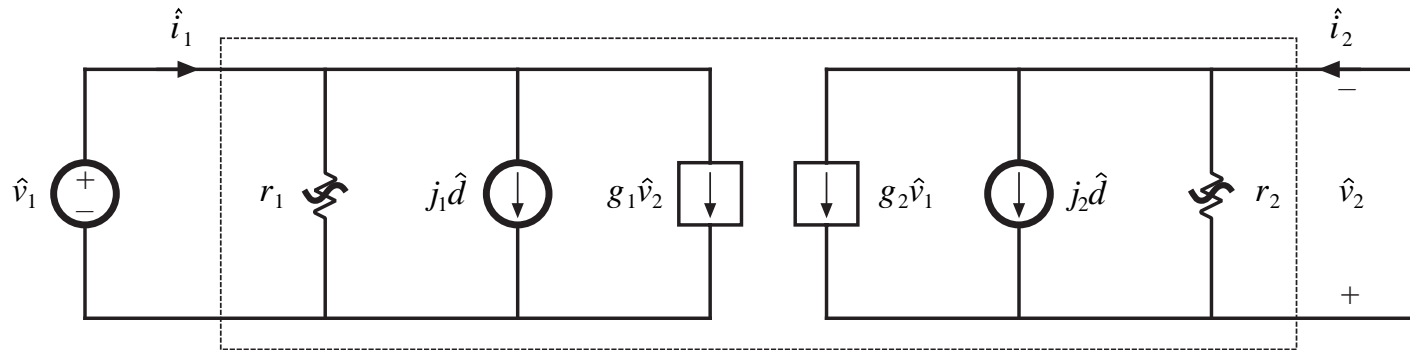 î₁
î₂
v̂₁
+
−
r₁
j₁d̂
g₁v̂₂
g₂v̂₁
j₂d̂
r₂
−
v̂₂
+